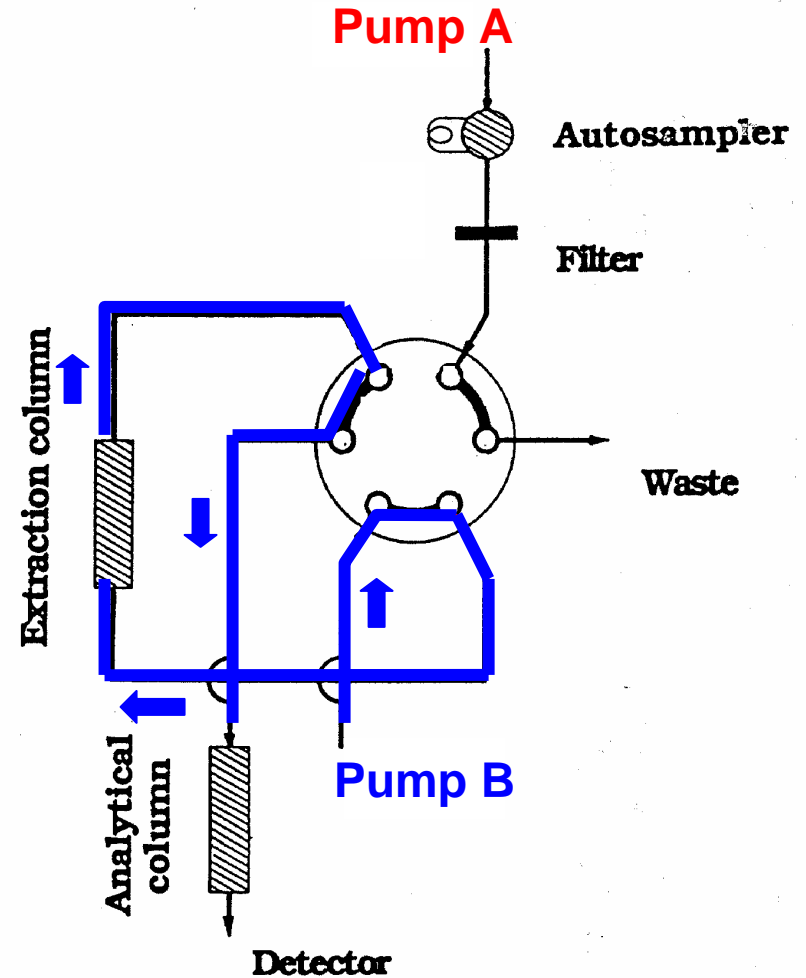 Pump A
Autosampler
Filter
Extraction column
Waste
Pump B
Analytical
column
Detector